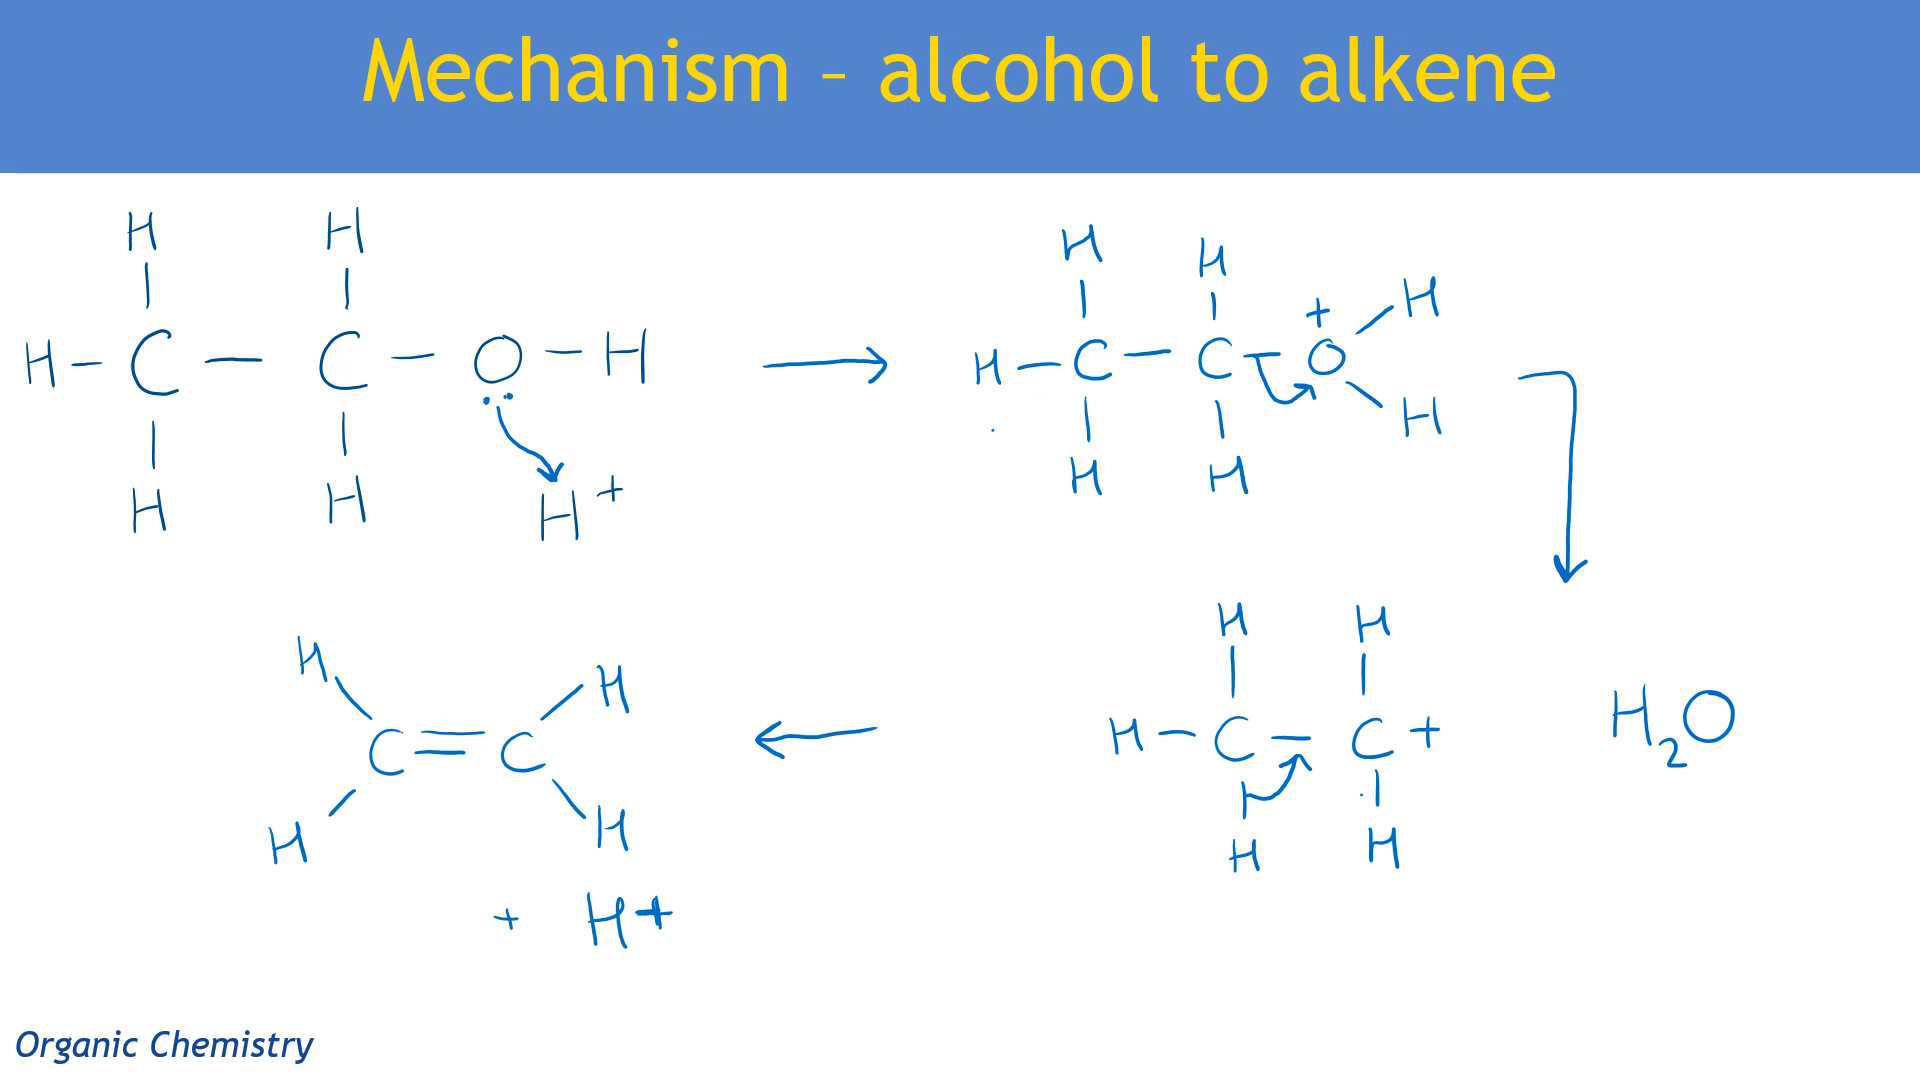 Mechanism – alcohol to alkene
H H
H – C – C – O – H
H H
H+
H H
H – C – C – O+ H
H
H H
H H
H – C – C +
H H
H2O
H H
C = C
H H
+ H+
Organic Chemistry